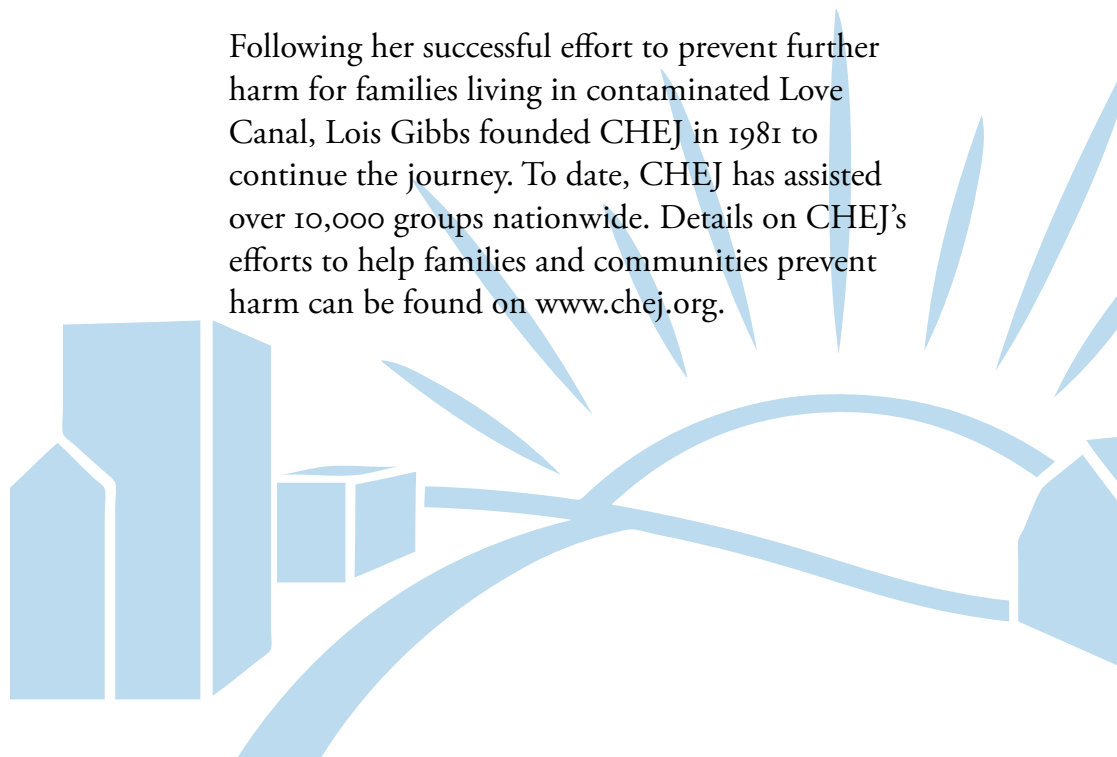 Following her successful effort to prevent further
harm for families living in contaminated Love
Canal, Lois Gibbs founded CHEJ in 1981 to
continue the journey. To date, CHEJ has assisted
over 10,000 groups nationwide. Details on CHEJ’s
efforts to help families and communities prevent
harm can be found on www.chej.org.